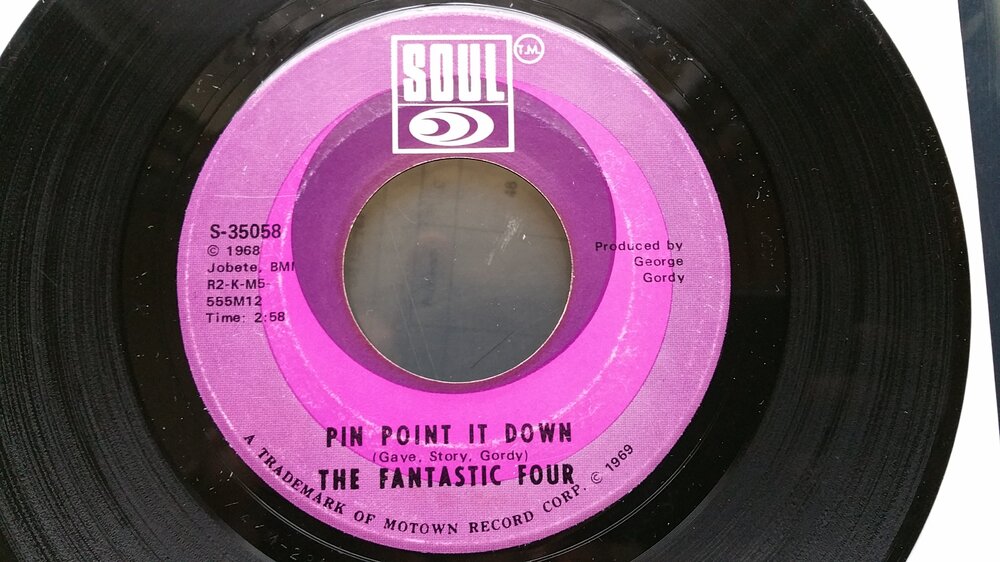 SOUL
T.M.
S-35058
© 1968
Jobete, BMI
R2-K-M5-
555M12
Time: 2:58
Produced by
George
Gordy
PIN POINT IT DOWN
(Gave, Story, Gordy)
THE FANTASTIC FOUR
A TRADEMARK OF MOTOWN RECORD CORP. © 1969